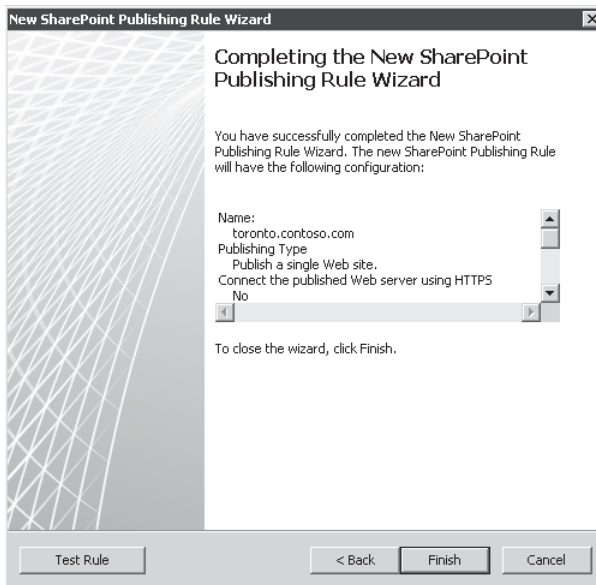 New SharePoint Publishing Rule Wizard
Completing the New SharePoint
Publishing Rule Wizard
You have successfully completed the New SharePoint
Publishing Rule Wizard. The new SharePoint Publishing Rule
will have the following configuration:
Name:
toronto.contoso.com
Publishing Type
Publish a single Web site.
Connect the published Web server using HTTPS
No
To close the wizard, click Finish.
Test Rule
< Back
Finish
Cancel